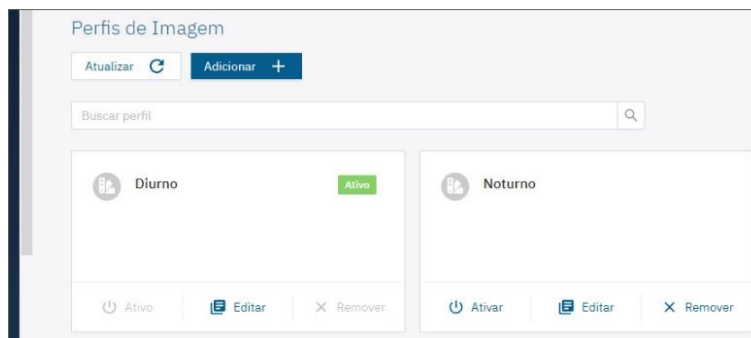 Perfis de Imagem
Atualizar Adicionar
Buscar perfil
Diurno Ativo Noturno
Ativo Editar Remover Ativar Editar Remover